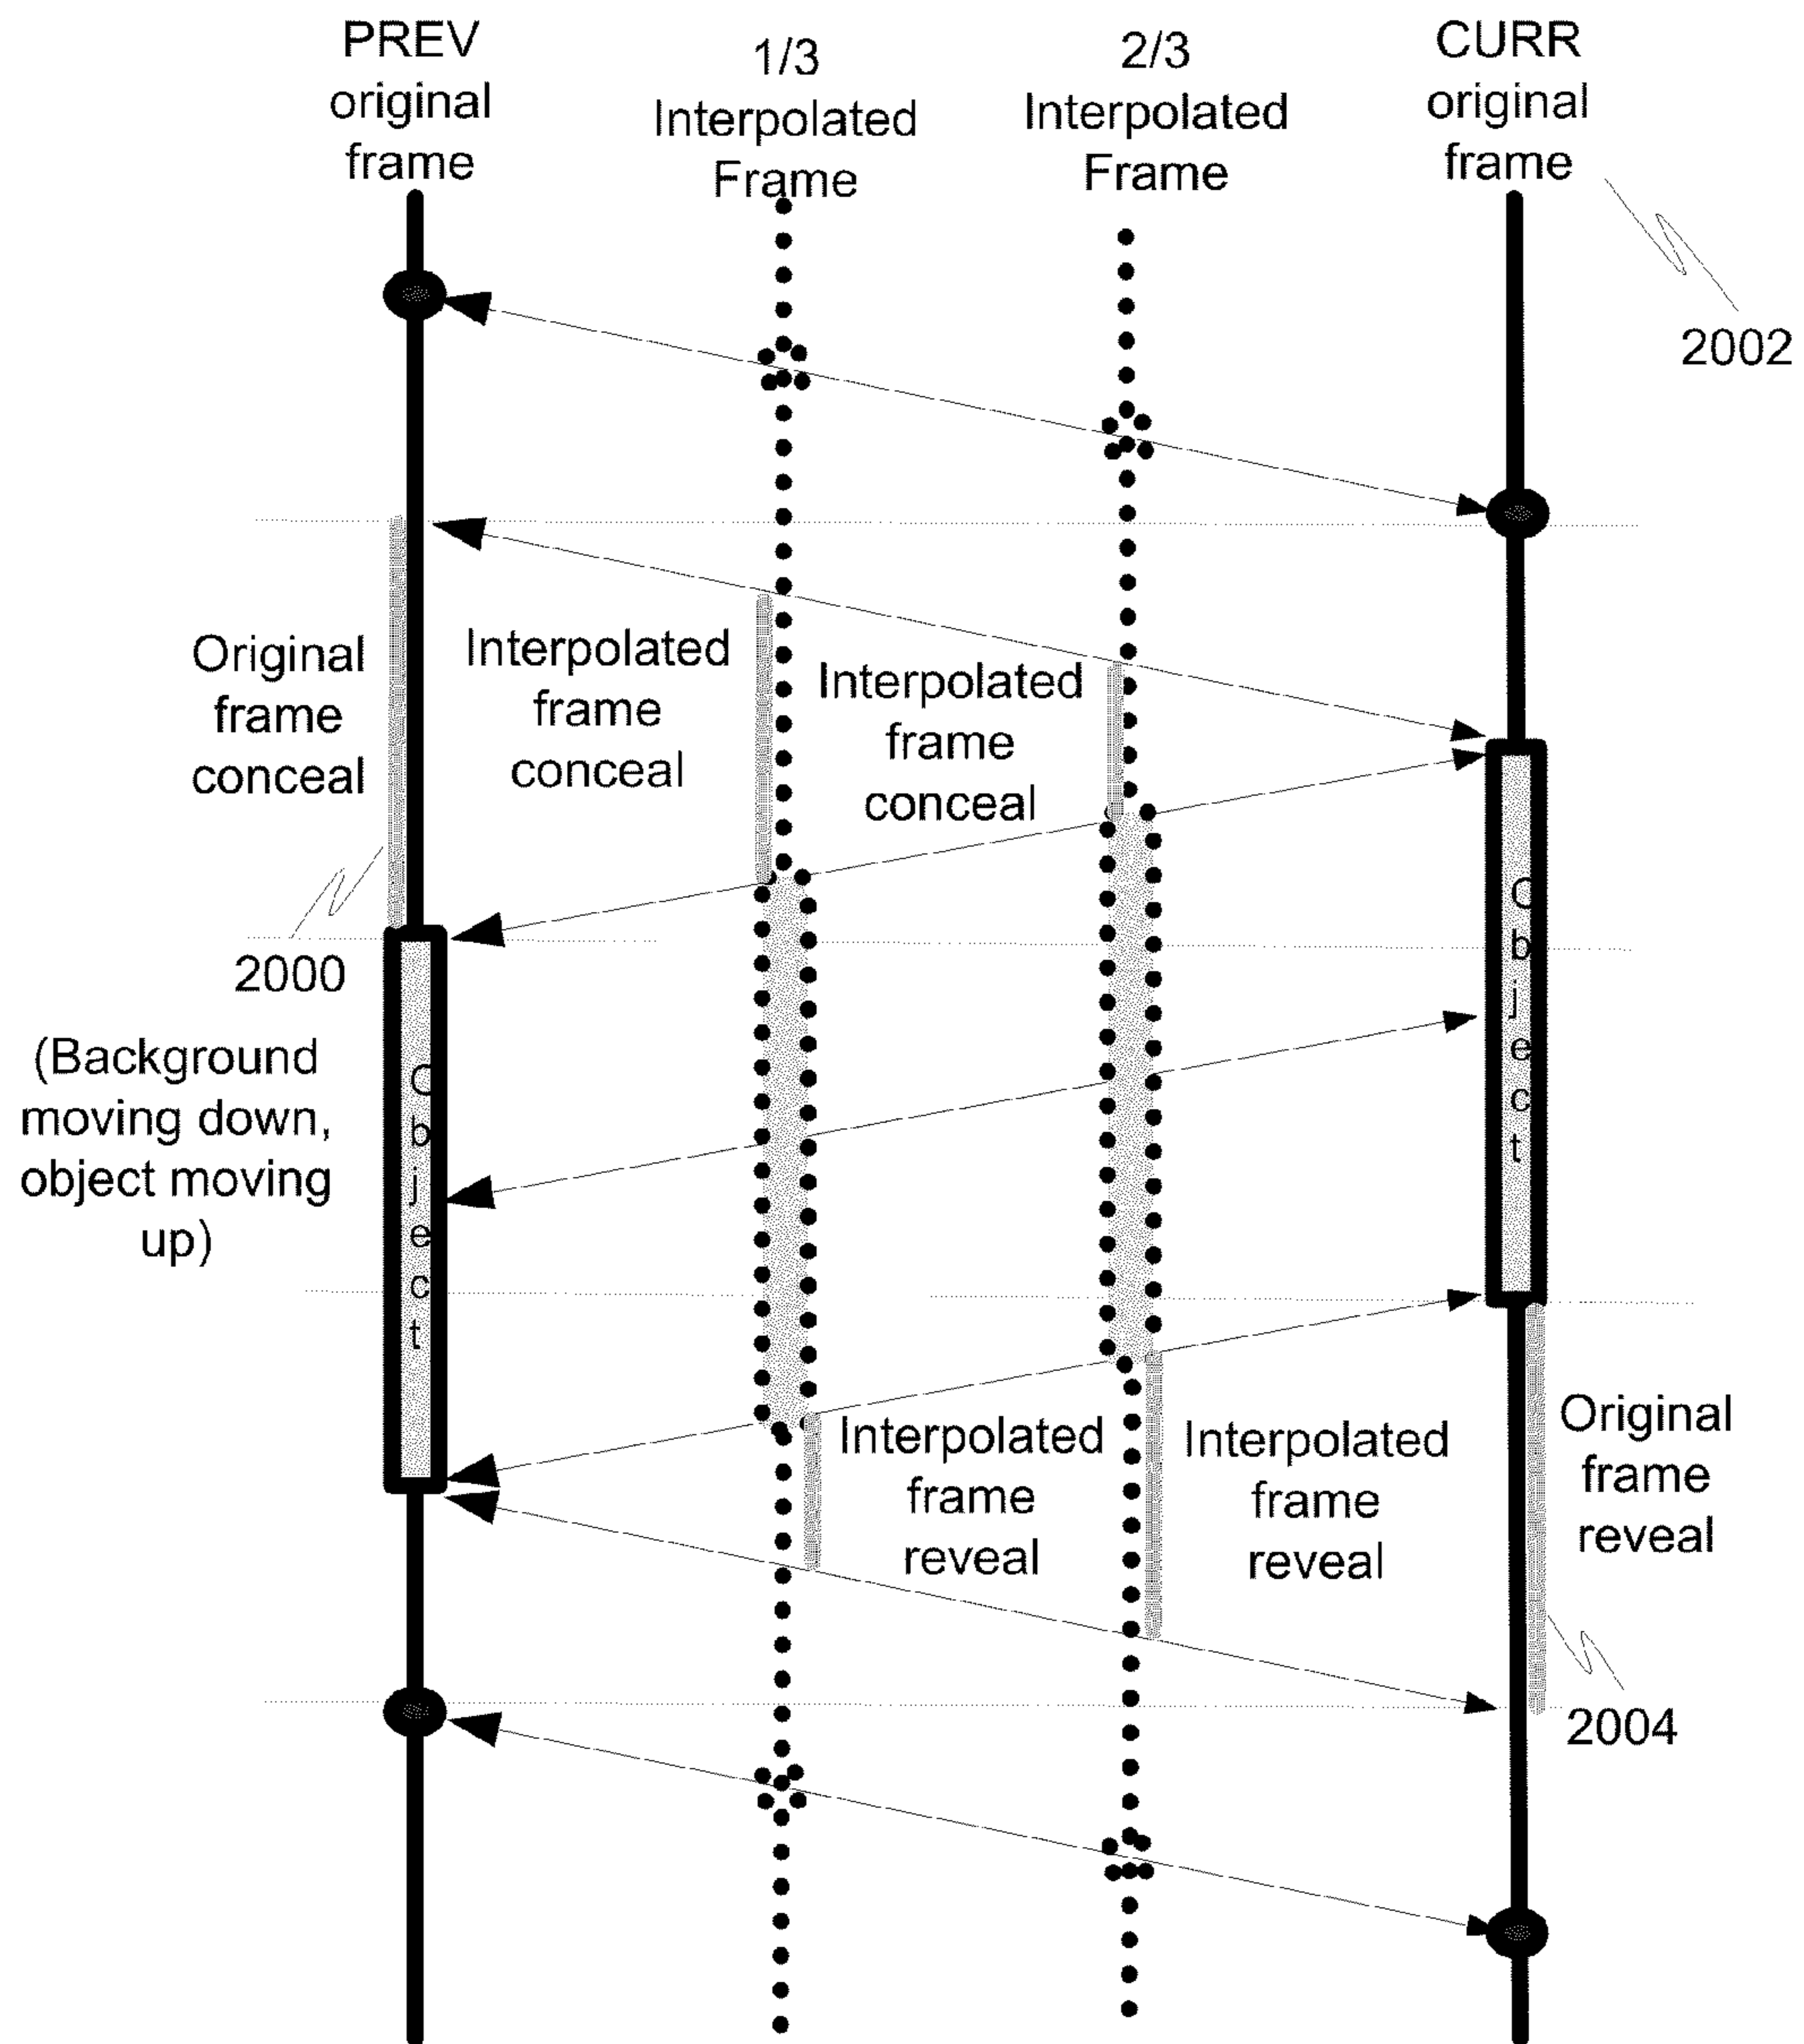 PREV
original
frame
1/3
Interpolated
Frame
2/3
Interpolated
Frame
CURR
original
frame
2002
Original
frame
conceal
Interpolated
frame
conceal
Interpolated
frame
conceal
2000
(Background
moving down,
object moving
up)
Object
Object
Interpolated
frame
reveal
Interpolated
frame
reveal
Original
frame
reveal
2004